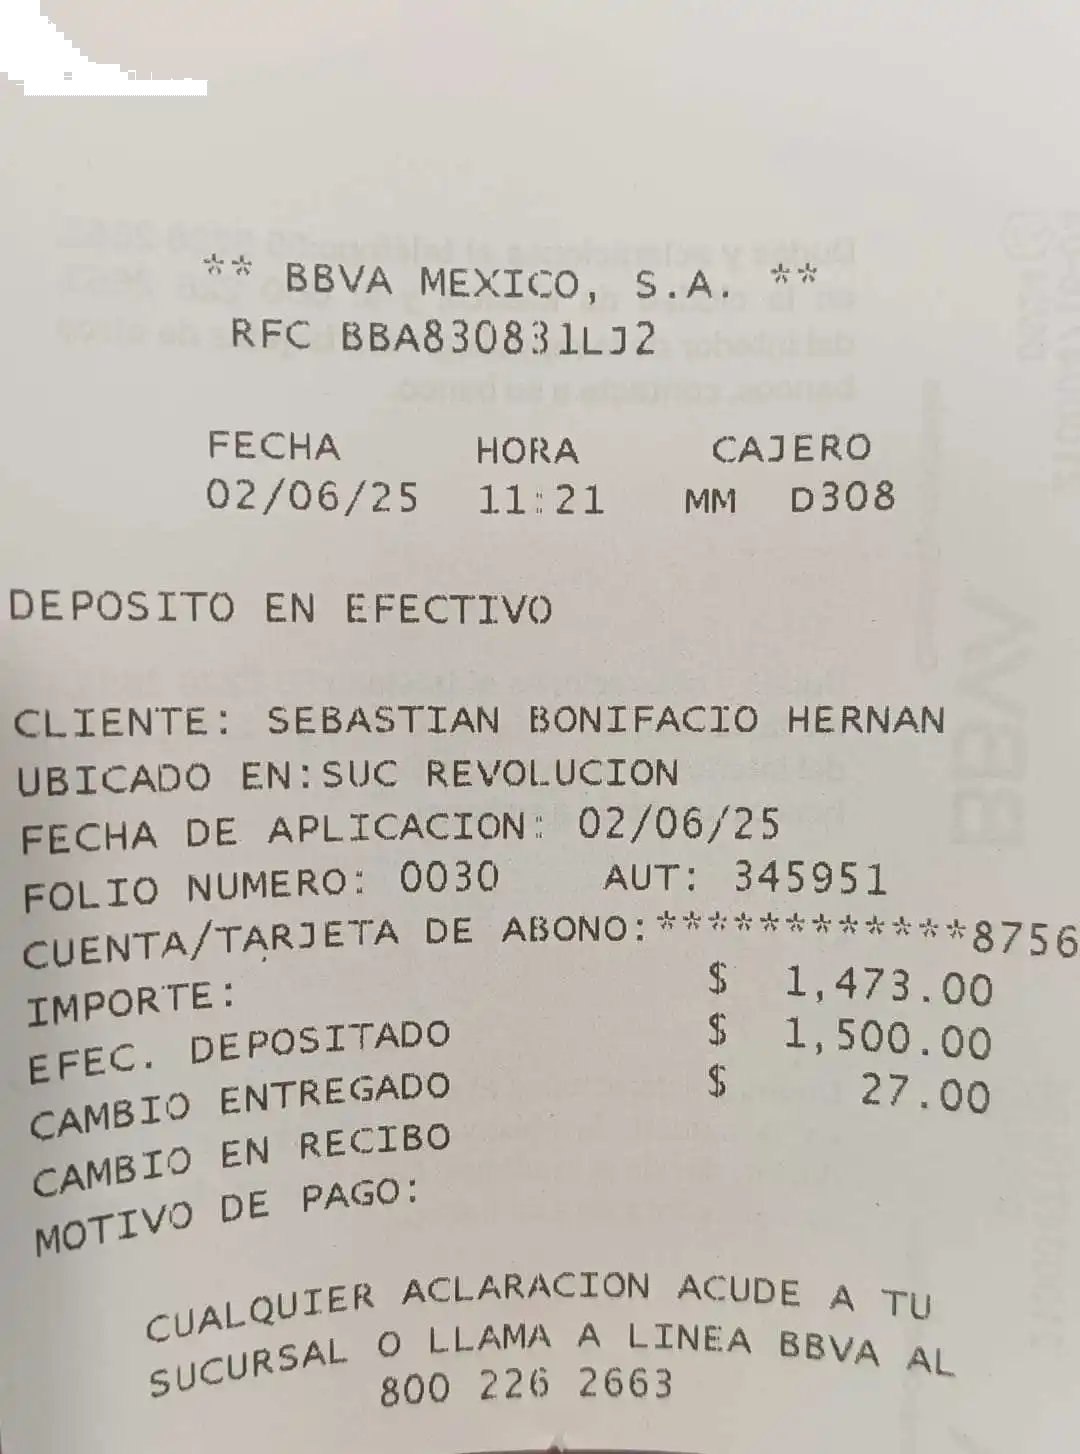 ** BBVA MEXICO, S.A. **
RFC BBA830831LJ2
FECHA HORA CAJERO
02/06/25 11:21 MM D308
DEPOSITO EN EFECTIVO
CLIENTE: SEBASTIAN BONIFACIO HERNAN
UBICADO EN:SUC REVOLUCION
FECHA DE APLICACION: 02/06/25
FOLIO NUMERO: 0030 AUT: 345951
CUENTA/TARJETA DE ABONO:************8756
IMPORTE: $ 1,473.00
EFEC. DEPOSITADO $ 1,500.00
CAMBIO ENTREGADO $ 27.00
CAMBIO EN RECIBO
MOTIVO DE PAGO:
CUALQUIER ACLARACION ACUDE A TU
SUCURSAL O LLAMA A LINEA BBVA AL
800 226 2663